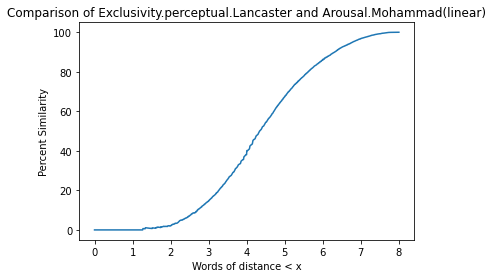 Comparison of Exclusivity.perceptual.Lancaster and Arousal.Mohammad(linear)
100
80
60
40
20
0
Percent Similarity
0 1 2 3 4 5 6 7 8
Words of distance < x